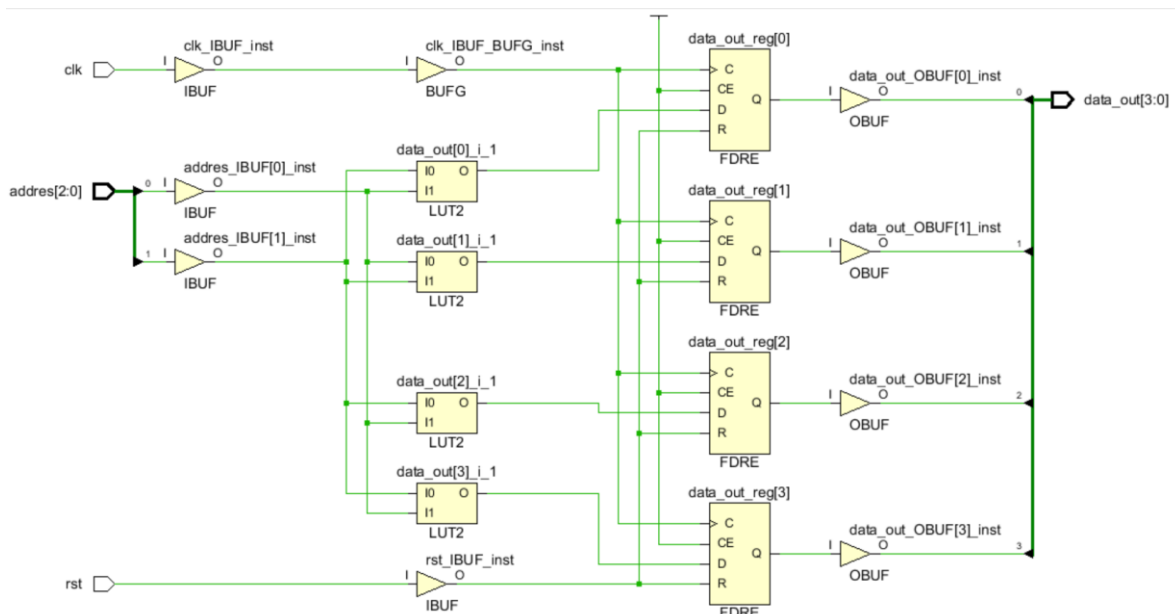 clk
I
clk_IBUF_inst
O
IBUF
I
clk_IBUF_BUFG_inst
O
BUFG
data_out_reg[0]
C
CE
D
R
Q
FDRE
I
data_out_OBUF[0]_inst
O
OBUF
0
data_out[3:0]
addres[2:0]
0
I
addres_IBUF[0]_inst
O
IBUF
1
I
addres_IBUF[1]_inst
O
IBUF
data_out[0]_i_1
I0
O
I1
LUT2
data_out[1]_i_1
I0
O
I1
LUT2
data_out_reg[1]
C
CE
D
R
Q
FDRE
I
data_out_OBUF[1]_inst
O
OBUF
1
data_out[2]_i_1
I0
O
I1
LUT2
data_out_reg[2]
C
CE
D
R
Q
FDRE
I
data_out_OBUF[2]_inst
O
OBUF
2
data_out[3]_i_1
I0
O
I1
LUT2
data_out_reg[3]
C
CE
D
R
Q
FDRE
I
data_out_OBUF[3]_inst
O
OBUF
3
rst
I
rst_IBUF_inst
O
IBUF